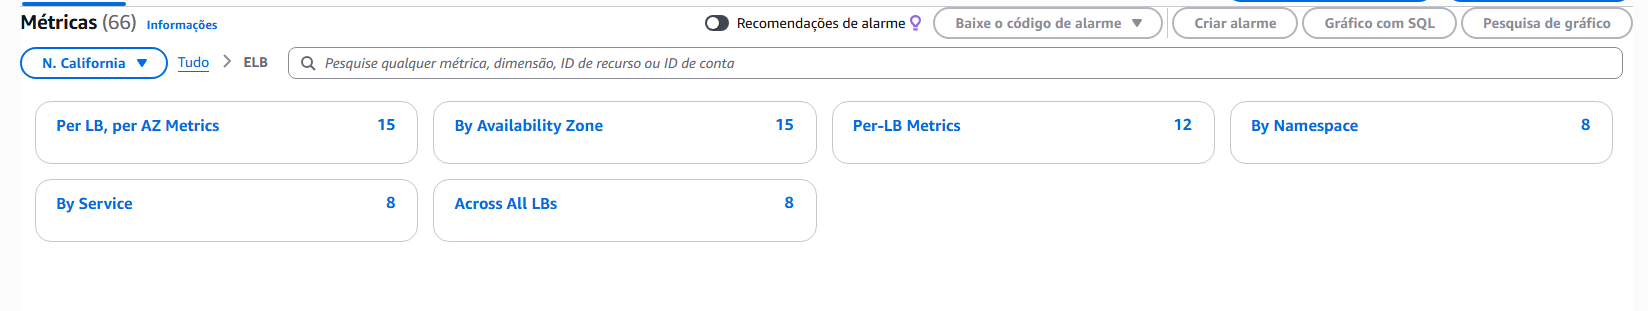 Métricas (66) Informações Recomendações de alarme Baixe o código de alarme Criar alarme Gráfico com SQL Pesquisa de gráfico
N. California Tudo ELB Pesquise qualquer métrica, dimensão, ID de recurso ou ID de conta
Per LB, per AZ Metrics 15 By Availability Zone 15 Per-LB Metrics 12 By Namespace 8
By Service 8 Across All LBs 8